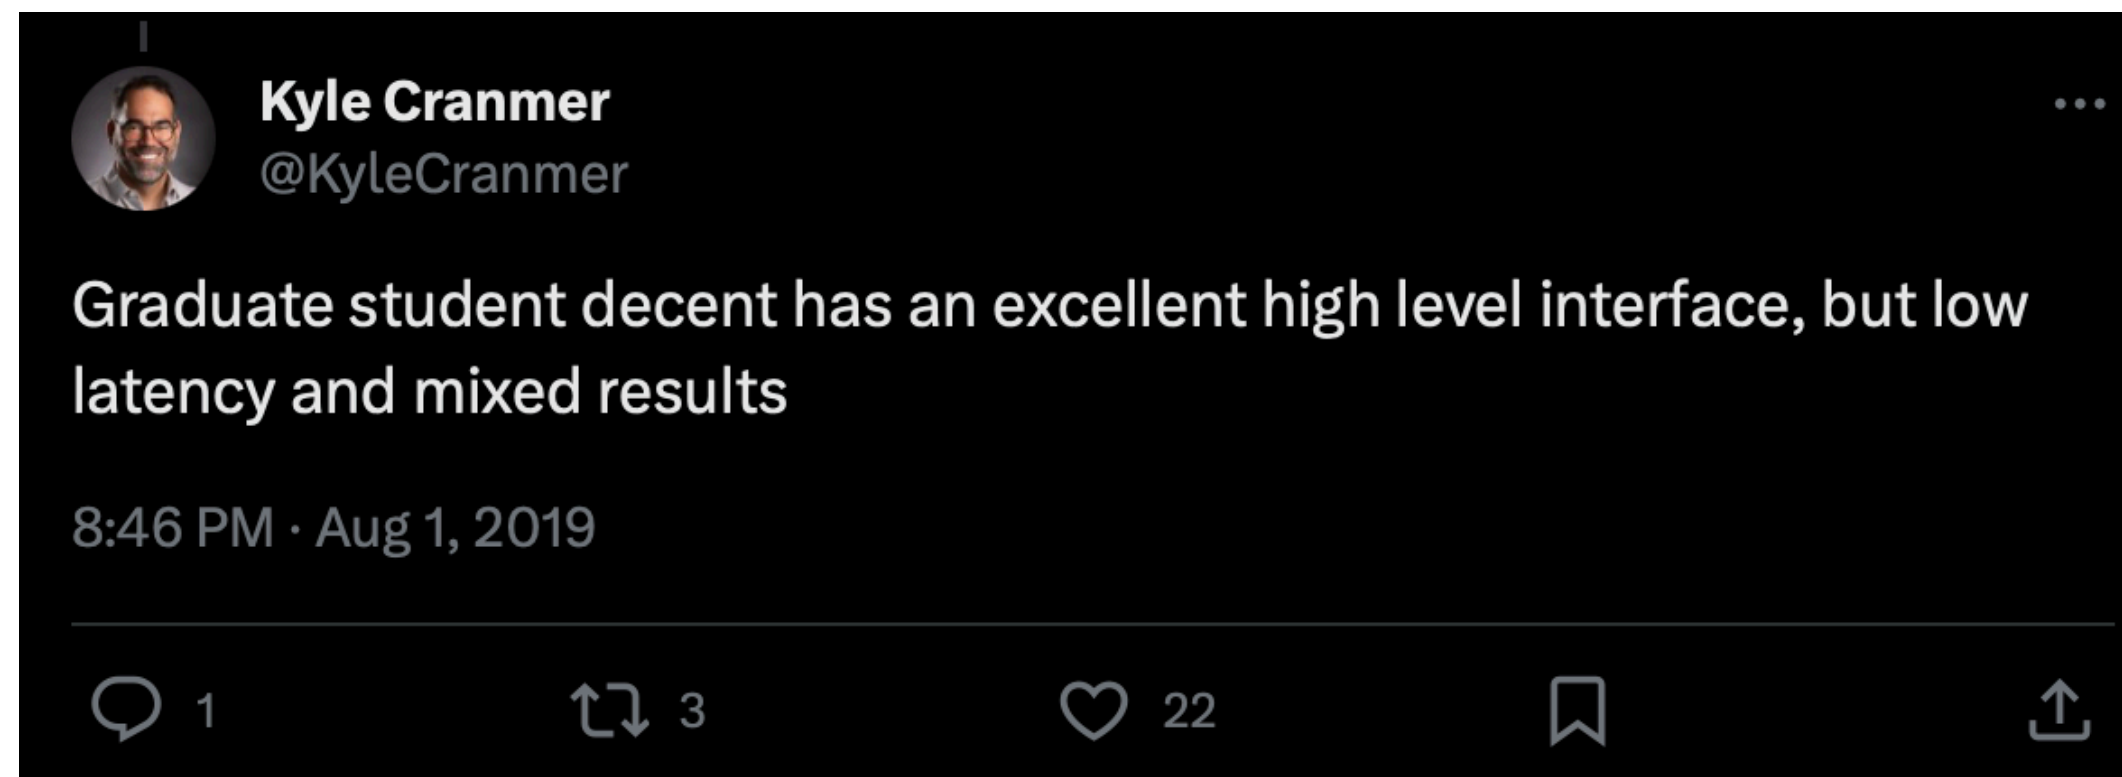 Kyle Cranmer
@KyleCranmer
Graduate student decent has an excellent high level interface, but low
latency and mixed results
8:46 PM · Aug 1, 2019
1 3 22